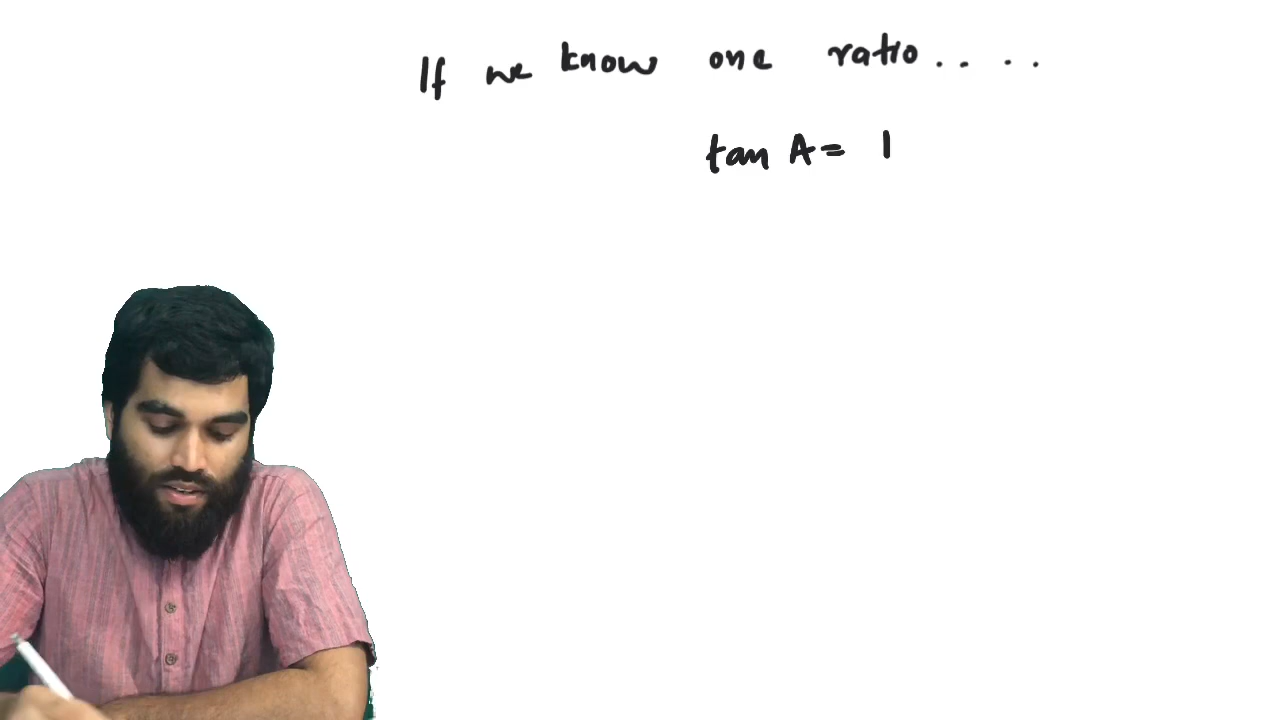 If we know one ratio.. ..
tan A = 1